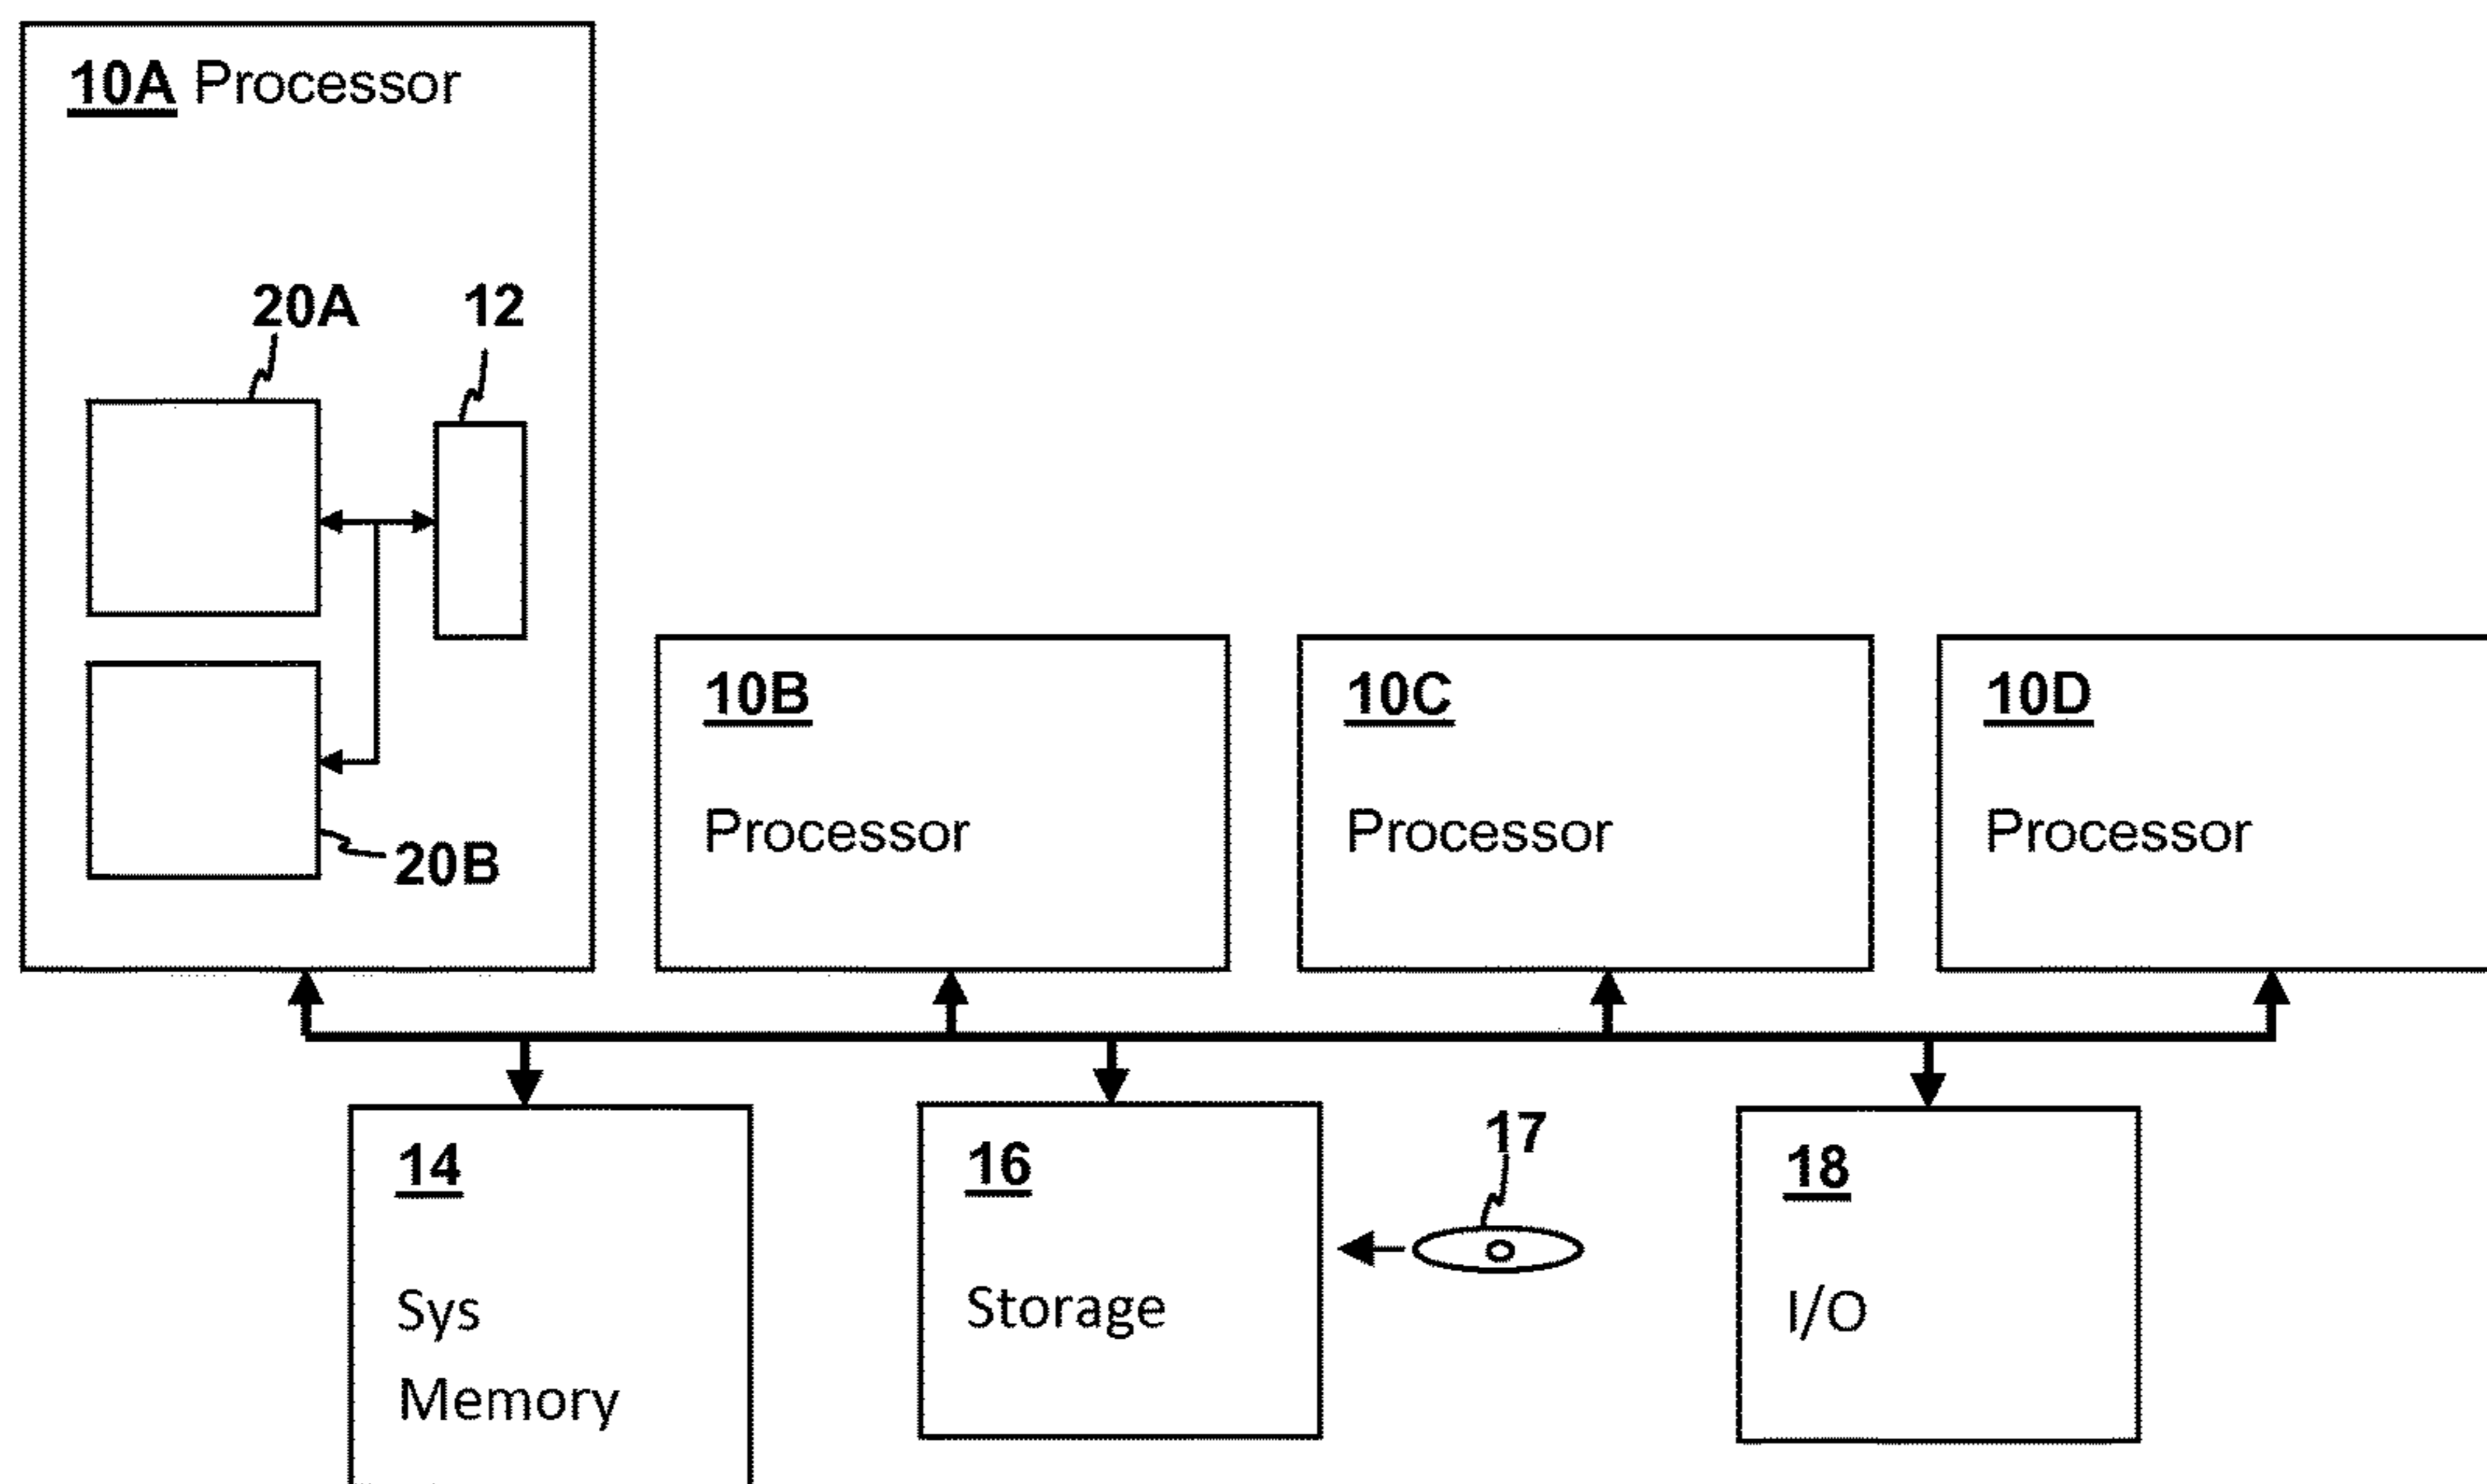 10A Processor
20A
12
20B
10B
Processor
10C
Processor
10D
Processor
14
Sys
Memory
16
Storage
17
18
I/O